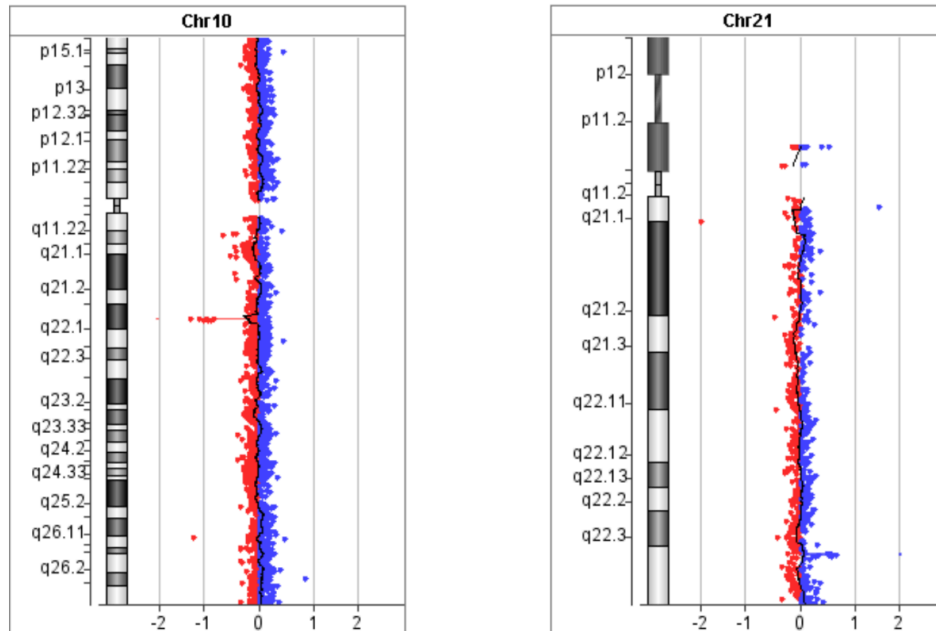 Chr10
p15.1
p13
p12.32
p12.1
p11.22
q11.22
q21.1
q21.2
q22.1
q22.3
q23.2
q23.33
q24.2
q24.33
q25.2
q26.11
q26.2
-2 -1 0 1 2
Chr21
p12
p11.2
q11.2
q21.1
q21.2
q21.3
q22.11
q22.12
q22.13
q22.2
q22.3
-2 -1 0 1 2